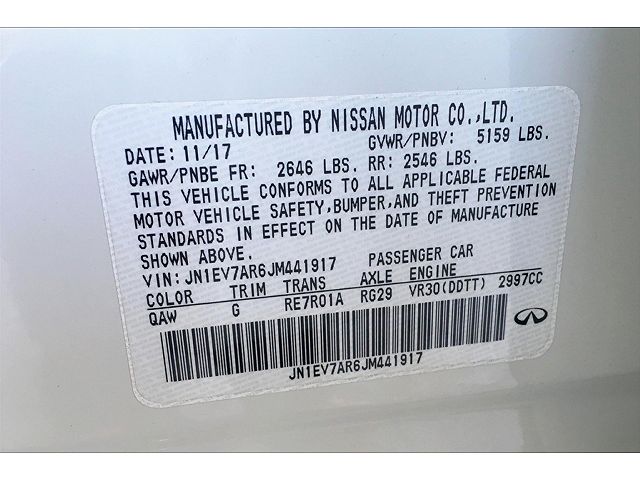 MANUFACTURED BY NISSAN MOTOR CO.,LTD.
DATE: 11/17 GVWR/PNBV: 5159 LBS.
GAWR/PNBE FR: 2646 LBS. RR: 2546 LBS.
THIS VEHICLE CONFORMS TO ALL APPLICABLE FEDERAL
MOTOR VEHICLE SAFETY,BUMPER,AND THEFT PREVENTION
STANDARDS IN EFFECT ON THE DATE OF MANUFACTURE
SHOWN ABOVE.
VIN: JN1EV7AR6JM441917 PASSENGER CAR
COLOR TRIM TRANS AXLE ENGINE
QAW G RE7R01A RG29 VR30(DDTT) 2997CC
JN1EV7AR6JM441917